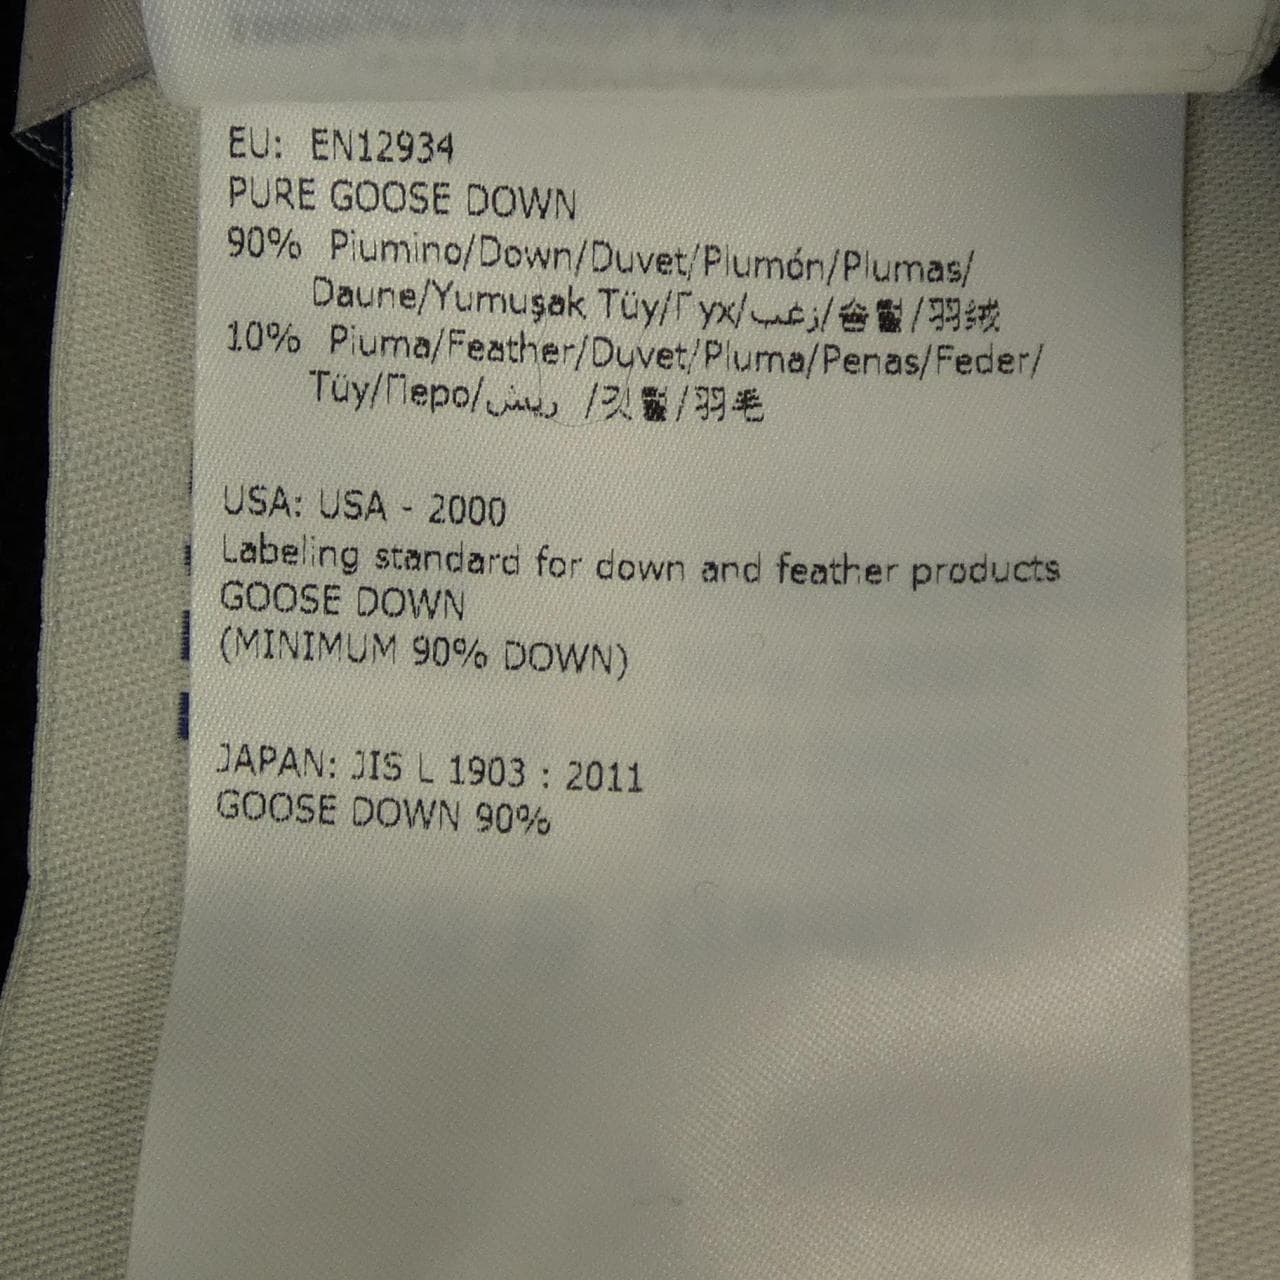 EU: EN12934
PURE GOOSE DOWN
90% Piumino/Down/Duvet/Plumón/Plumas/
Daune/Yumuşak Tüy/Пух/زغب/솜털/羽绒
10% Piuma/Feather/Duvet/Pluma/Penas/Feder/
Tüy/Перо/ريش /깃털/羽毛
USA: USA - 2000
Labeling standard for down and feather products
GOOSE DOWN
(MINIMUM 90% DOWN)
JAPAN: JIS L 1903 : 2011
GOOSE DOWN 90%